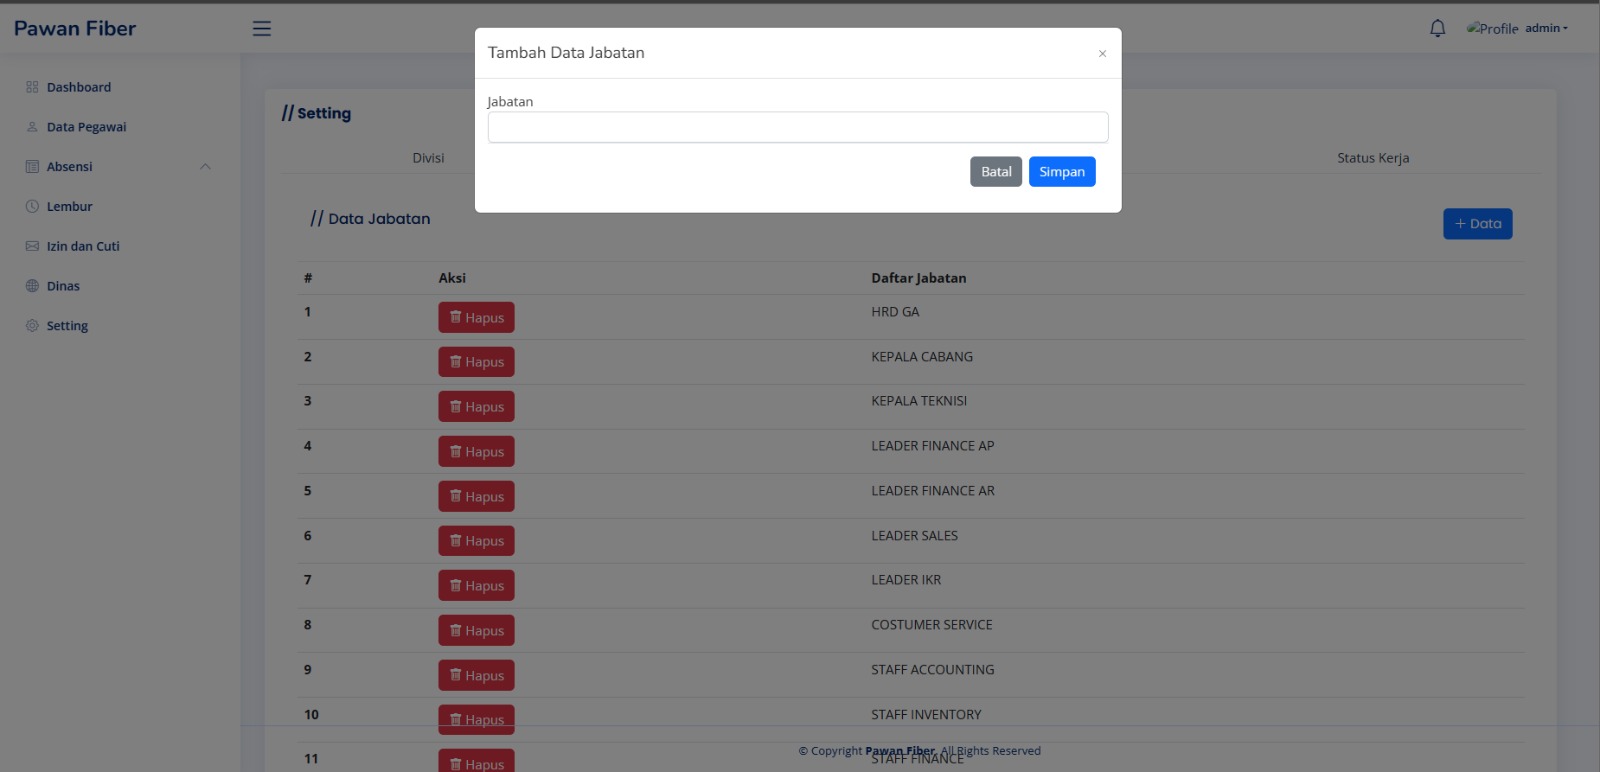 Pawan Fiber
Profile admin
Tambah Data Jabatan
×
Jabatan
Batal Simpan
Dashboard
Data Pegawai
Absensi
Lembur
Izin dan Cuti
Dinas
Setting
// Setting
Divisi Status Kerja
// Data Jabatan
+ Data
# Aksi Daftar Jabatan
1 Hapus HRD GA
2 Hapus KEPALA CABANG
3 Hapus KEPALA TEKNISI
4 Hapus LEADER FINANCE AP
5 Hapus LEADER FINANCE AR
6 Hapus LEADER SALES
7 Hapus LEADER IKR
8 Hapus COSTUMER SERVICE
9 Hapus STAFF ACCOUNTING
10 Hapus STAFF INVENTORY
11 Hapus STAFF FINANCE
© Copyright Pawan Fiber. All Rights Reserved